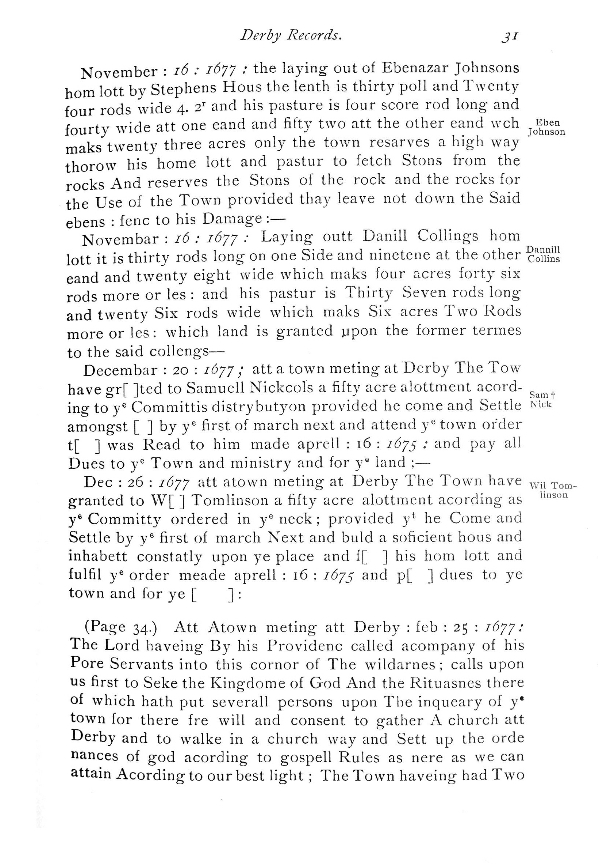 Derby Records. 31
November : 16 : 1677 : the laying out of Ebenazar Johnsons
hom lott by Stephens Hous the lenth is thirty poll and Twenty
four rods wide 4. 2ʳ and his pasture is four score rod long and
fourty wide att one eand and fifty two att the other eand wch
Eben
Johnson
maks twenty three acres only the town resarves a high way
thorow his home lott and pastur to fetch Stons from the
rocks And reserves the Stons of the rock and the rocks for
the Use of the Town provided thay leave not down the Said
ebens : fenc to his Damage :—
Novembar : 16 : 1677 : Laying outt Danill Collings hom
lott it is thirty rods long on one Side and ninetene at the other
Dannill
Collins
eand and twenty eight wide which maks four acres forty six
rods more or les : and his pastur is Thirty Seven rods long
and twenty Six rods wide which maks Six acres Two Rods
more or les : which land is granted upon the former termes
to the said collengs—
Decembar : 20 : 1677 ; att a town meting at Derby The Tow
have gr[ ]ted to Samuell Nickcols a fifty acre alottment acord-
ing to yᵉ Committis distrybutyon provided he come and Settle
Sam
Nick
amongst [ ] by yᵉ first of march next and attend yᵉ town order
t[ ] was Read to him made aprell : 16 : 1675 : and pay all
Dues to yᵉ Town and ministry and for yᵉ land :—
Dec : 26 : 1677 att atown meting at Derby The Town have
granted to W[ ] Tomlinson a fifty acre alottment acording as
Wil Tom-
linson
yᵉ Committy ordered in yᵉ neck ; provided yᵗ he Come and
Settle by yᵉ first of march Next and buld a soficient hous and
inhabett constatly upon ye place and f[ ] his hom lott and
fulfil yᵉ order meade aprell : 16 : 1675 and p[ ] dues to ye
town and for ye [ ] :
(Page 34.) Att Atown meting att Derby : feb : 25 : 1677:
The Lord haveing By his Providenc called acompany of his
Pore Servants into this cornor of The wildarnes ; calls upon
us first to Seke the Kingdome of God And the Rituasnes there
of which hath put severall persons upon The inqueary of yᵉ
town for there fre will and consent to gather A church att
Derby and to walke in a church way and Sett up the orde
nances of god acording to gospell Rules as nere as we can
attain Acording to our best light ; The Town haveing had Two